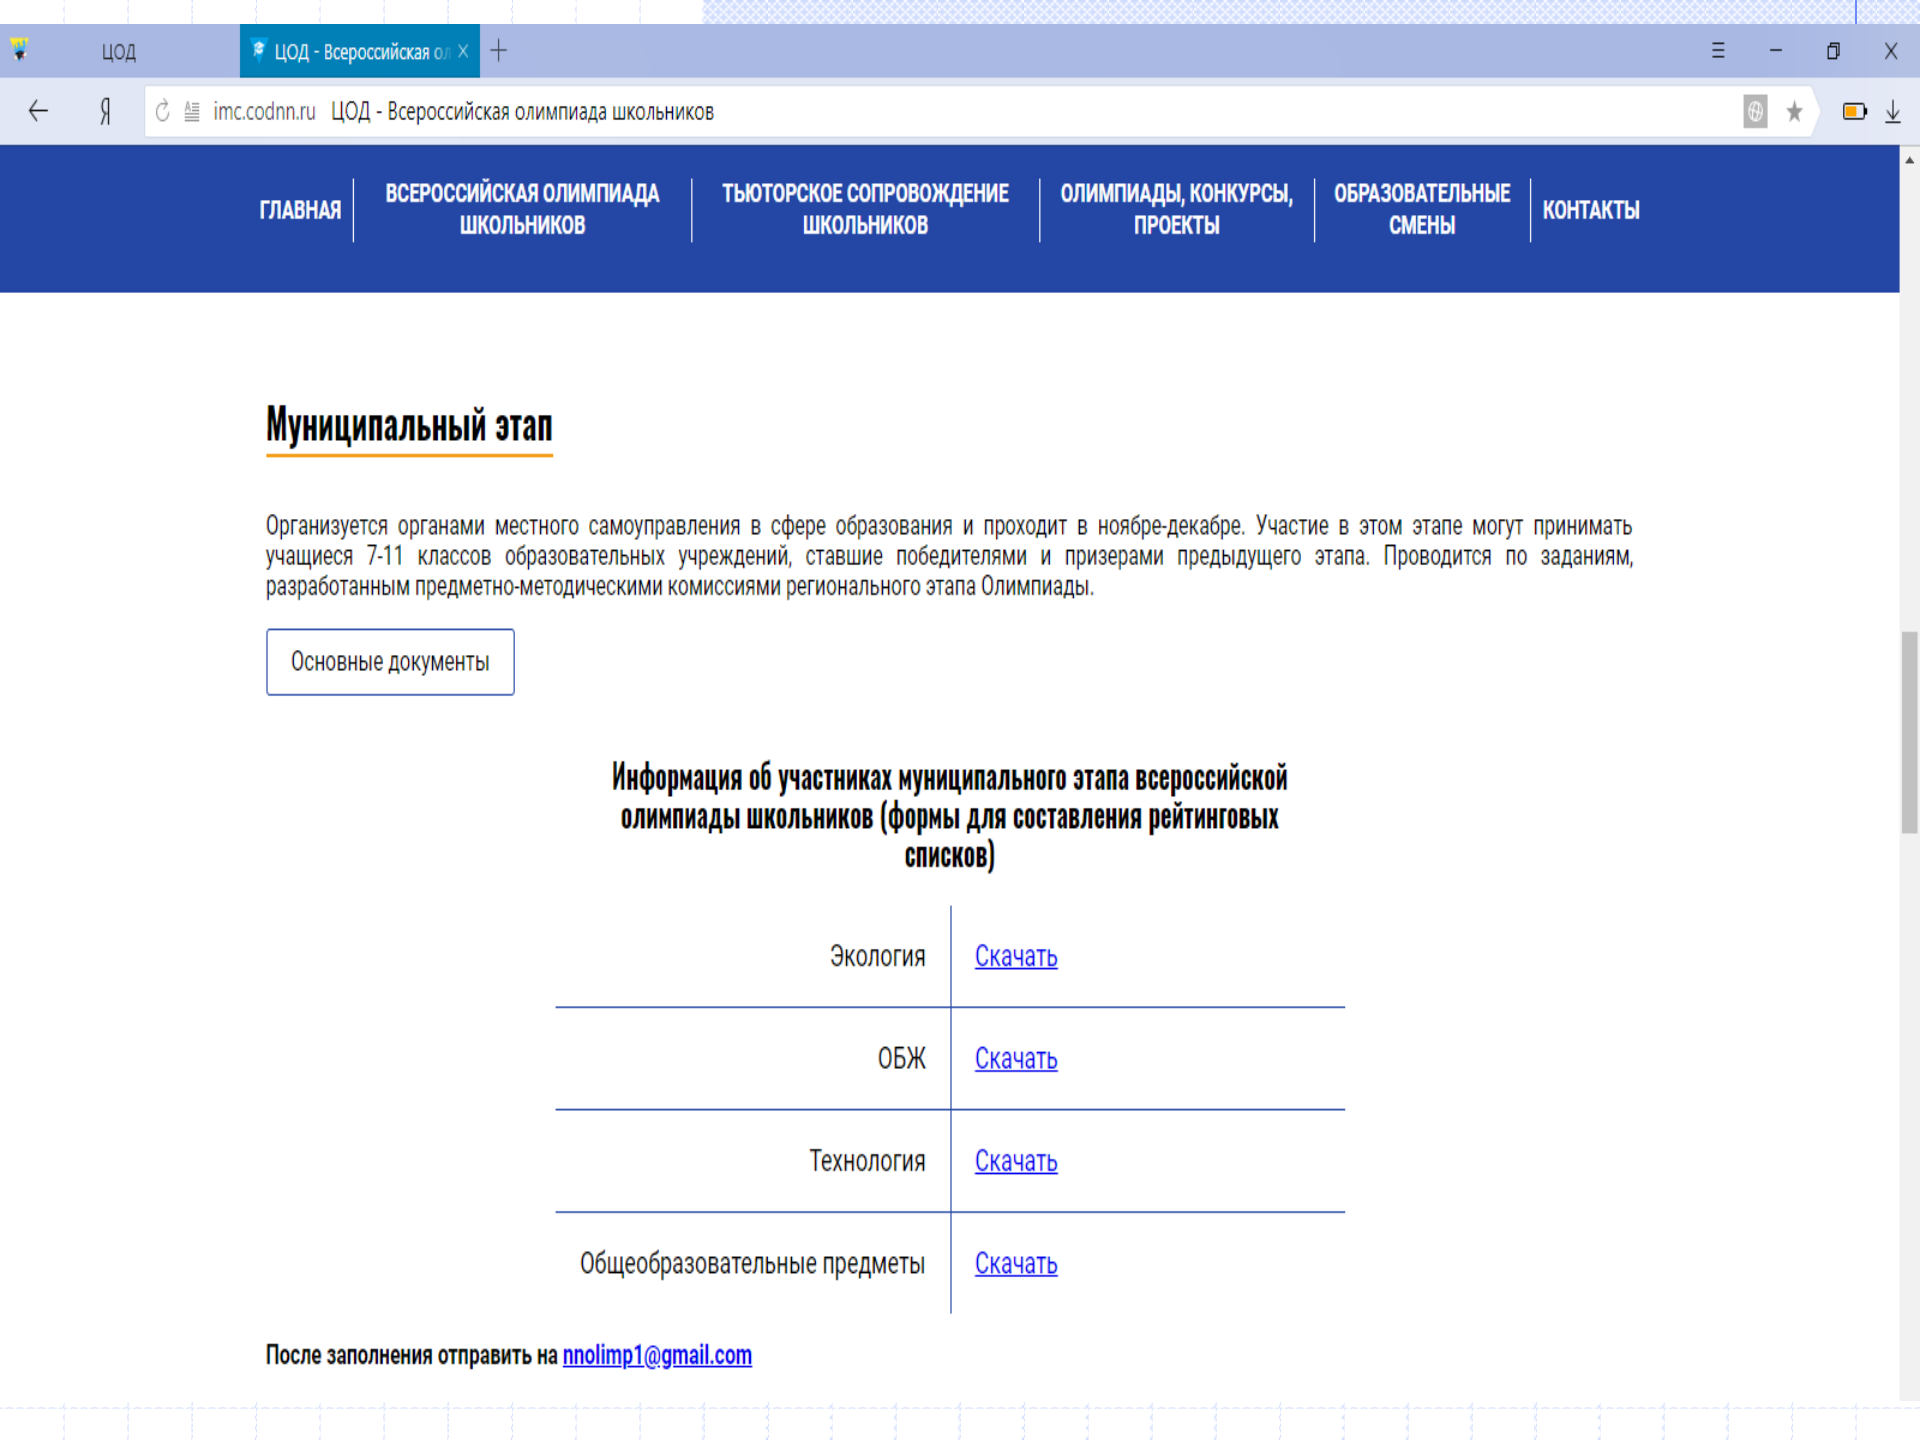 ЦОД
ЦОД - Всероссийская ол
Я
imc.codnn.ru ЦОД - Всероссийская олимпиада школьников
ГЛАВНАЯ
ВСЕРОССИЙСКАЯ ОЛИМПИАДА
ШКОЛЬНИКОВ
ТЬЮТОРСКОЕ СОПРОВОЖДЕНИЕ
ШКОЛЬНИКОВ
ОЛИМПИАДЫ, КОНКУРСЫ,
ПРОЕКТЫ
ОБРАЗОВАТЕЛЬНЫЕ
СМЕНЫ
КОНТАКТЫ
Муниципальный этап
Организуется органами местного самоуправления в сфере образования и проходит в ноябре-декабре. Участие в этом этапе могут принимать
учащиеся 7-11 классов образовательных учреждений, ставшие победителями и призерами предыдущего этапа. Проводится по заданиям,
разработанным предметно-методическими комиссиями регионального этапа Олимпиады.
Основные документы
Информация об участниках муниципального этапа всероссийской
олимпиады школьников (формы для составления рейтинговых
списков)
Экология Скачать
ОБЖ Скачать
Технология Скачать
Общеобразовательные предметы Скачать
После заполнения отправить на nnolimp1@gmail.com